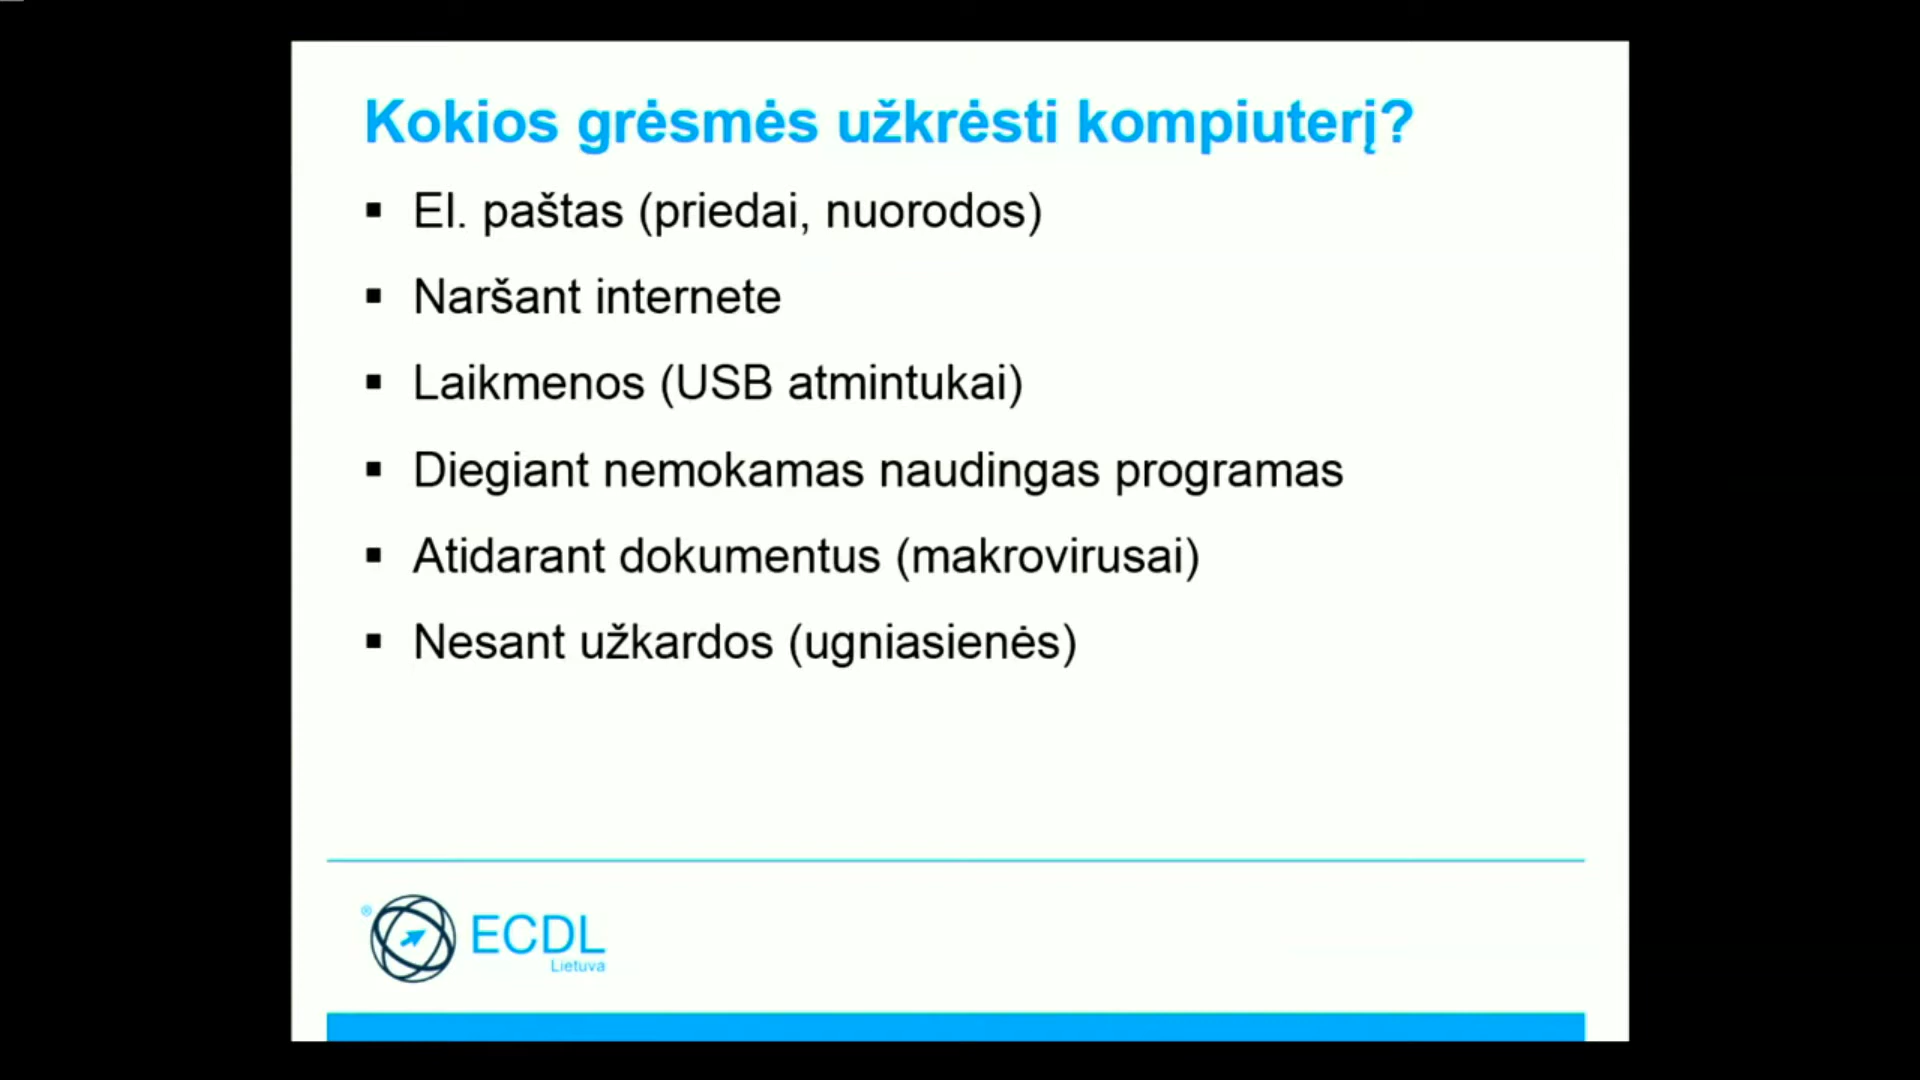 Kokios grėsmės užkrėsti kompiuterį?
▪ El. paštas (priedai, nuorodos)
▪ Naršant internete
▪ Laikmenos (USB atmintukai)
▪ Diegiant nemokamas naudingas programas
▪ Atidarant dokumentus (makrovirusai)
▪ Nesant užkardos (ugniasienės)
® ECDL
Lietuva